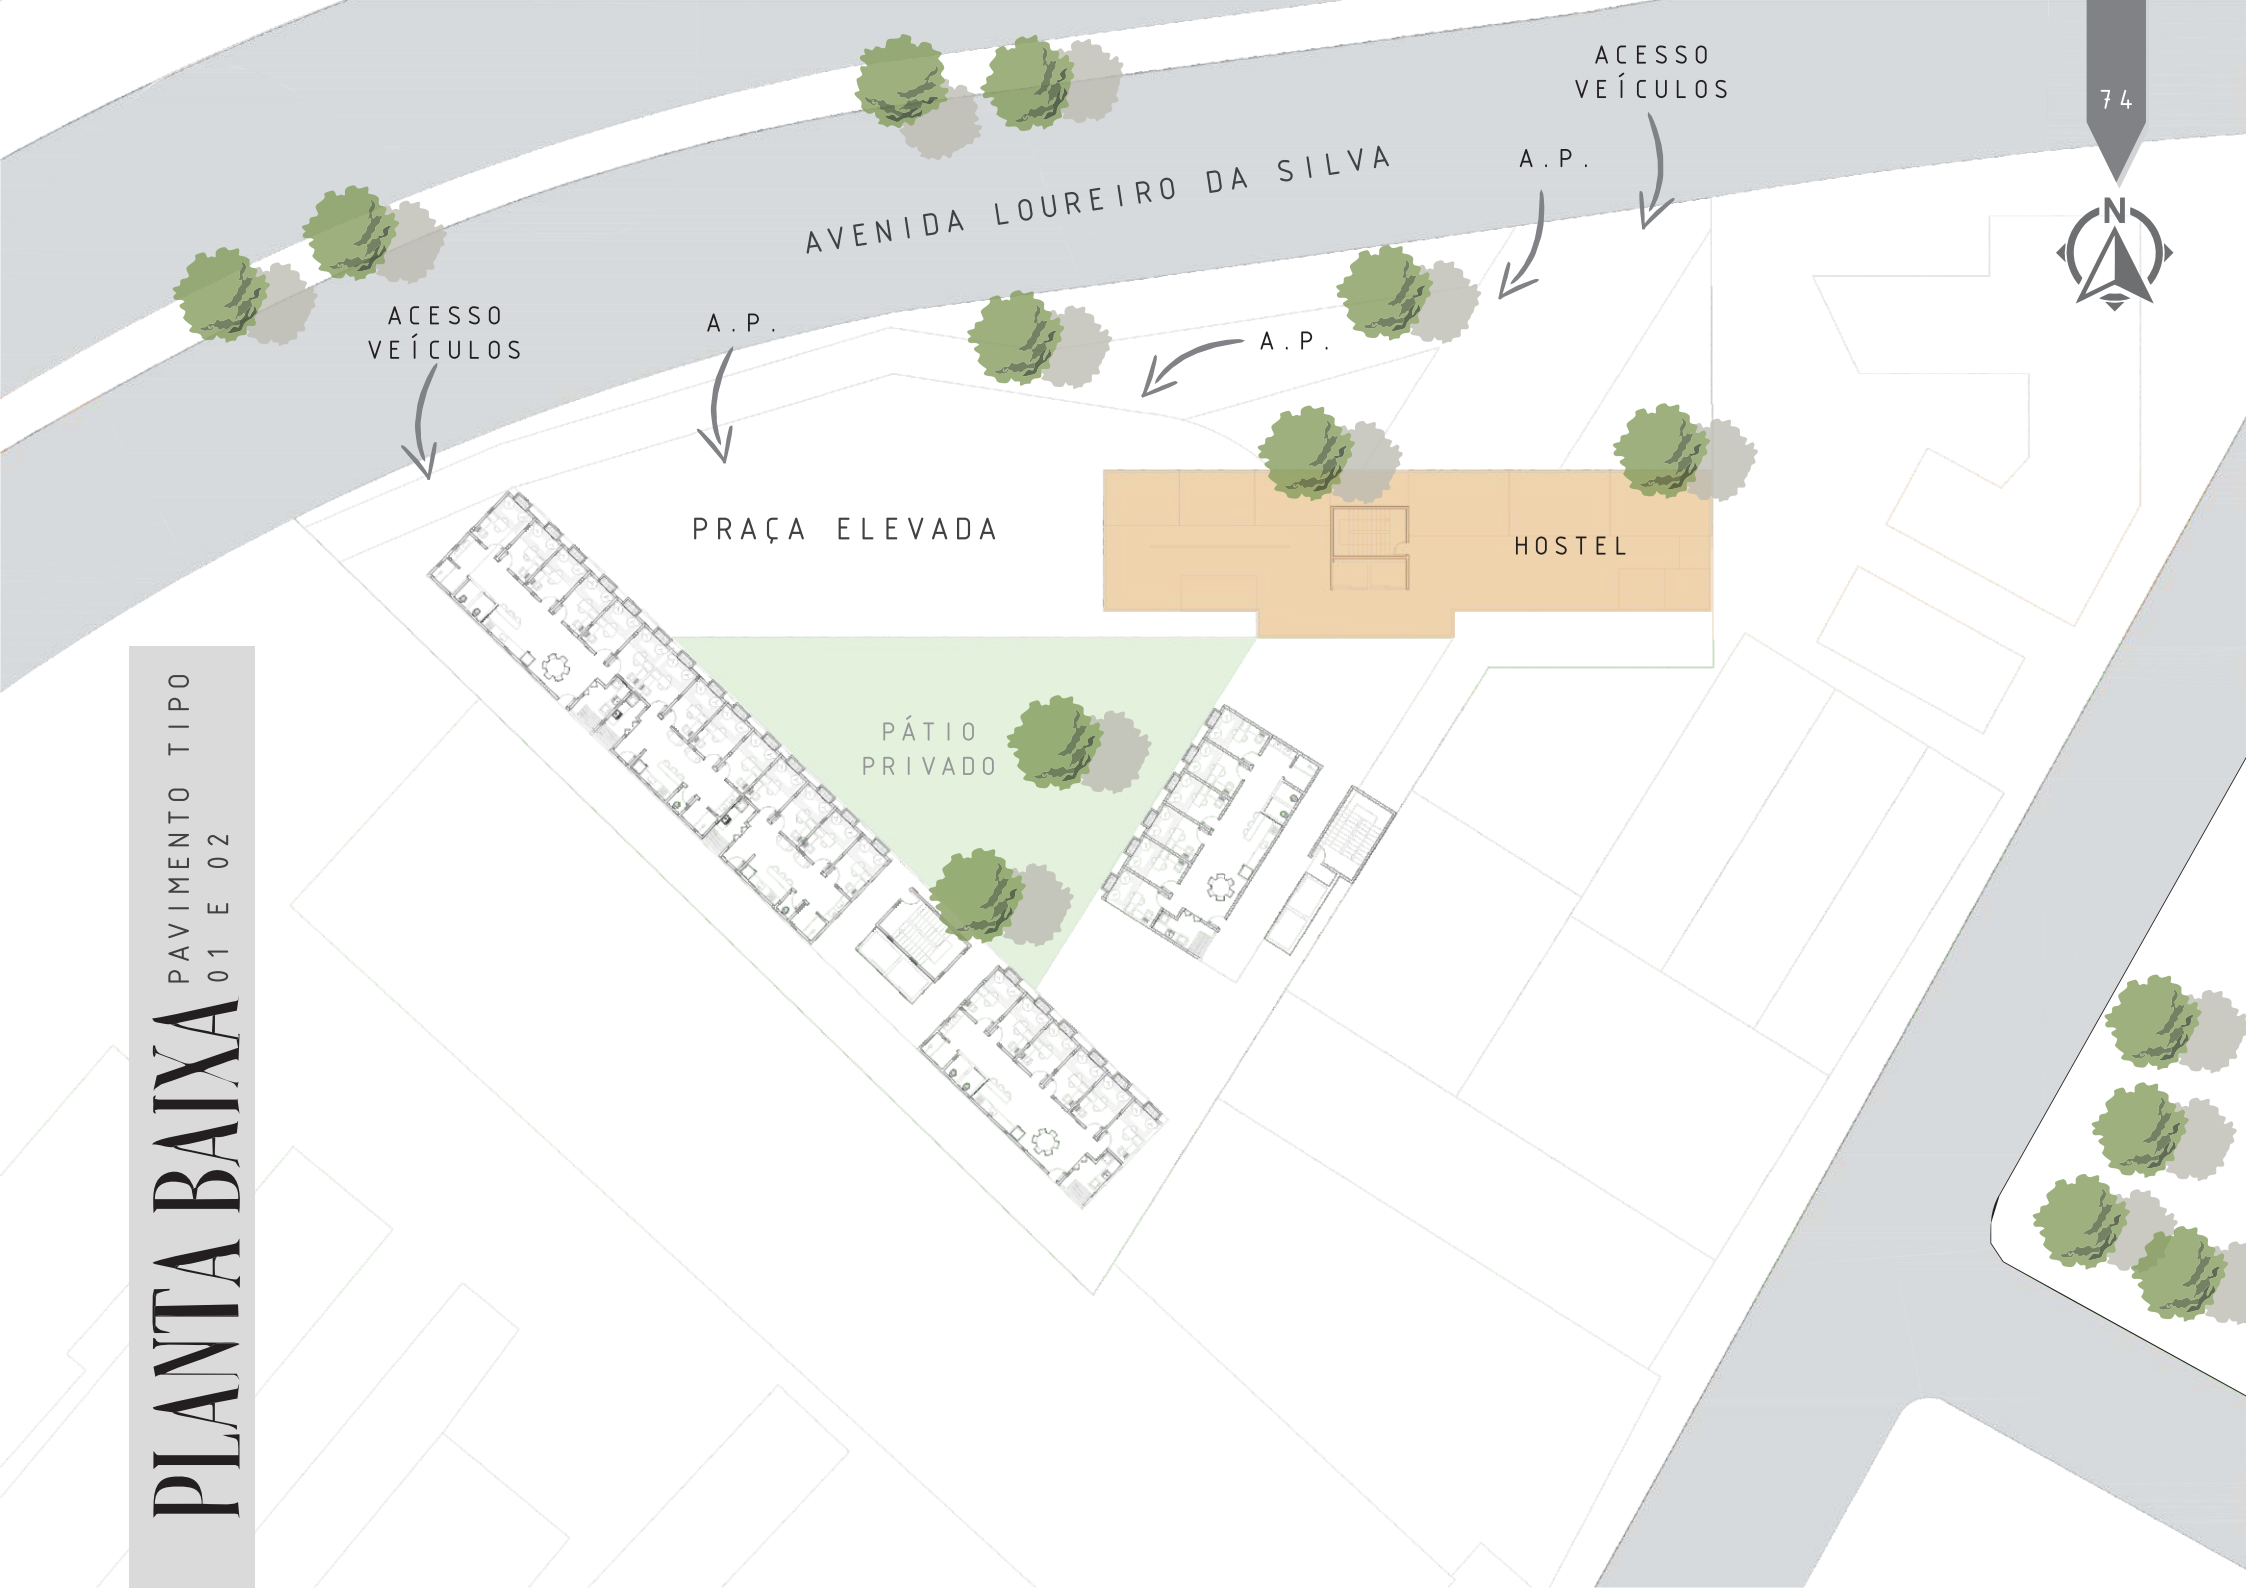 ACESSO
VEÍCULOS
74
A.P.
AVENIDA LOUREIRO DA SILVA
N
ACESSO
VEÍCULOS
A.P.
A.P.
PRAÇA ELEVADA
HOSTEL
PÁTIO
PRIVADO
PLANTA BAIXA
PAVIMENTO TIPO
01 E 02